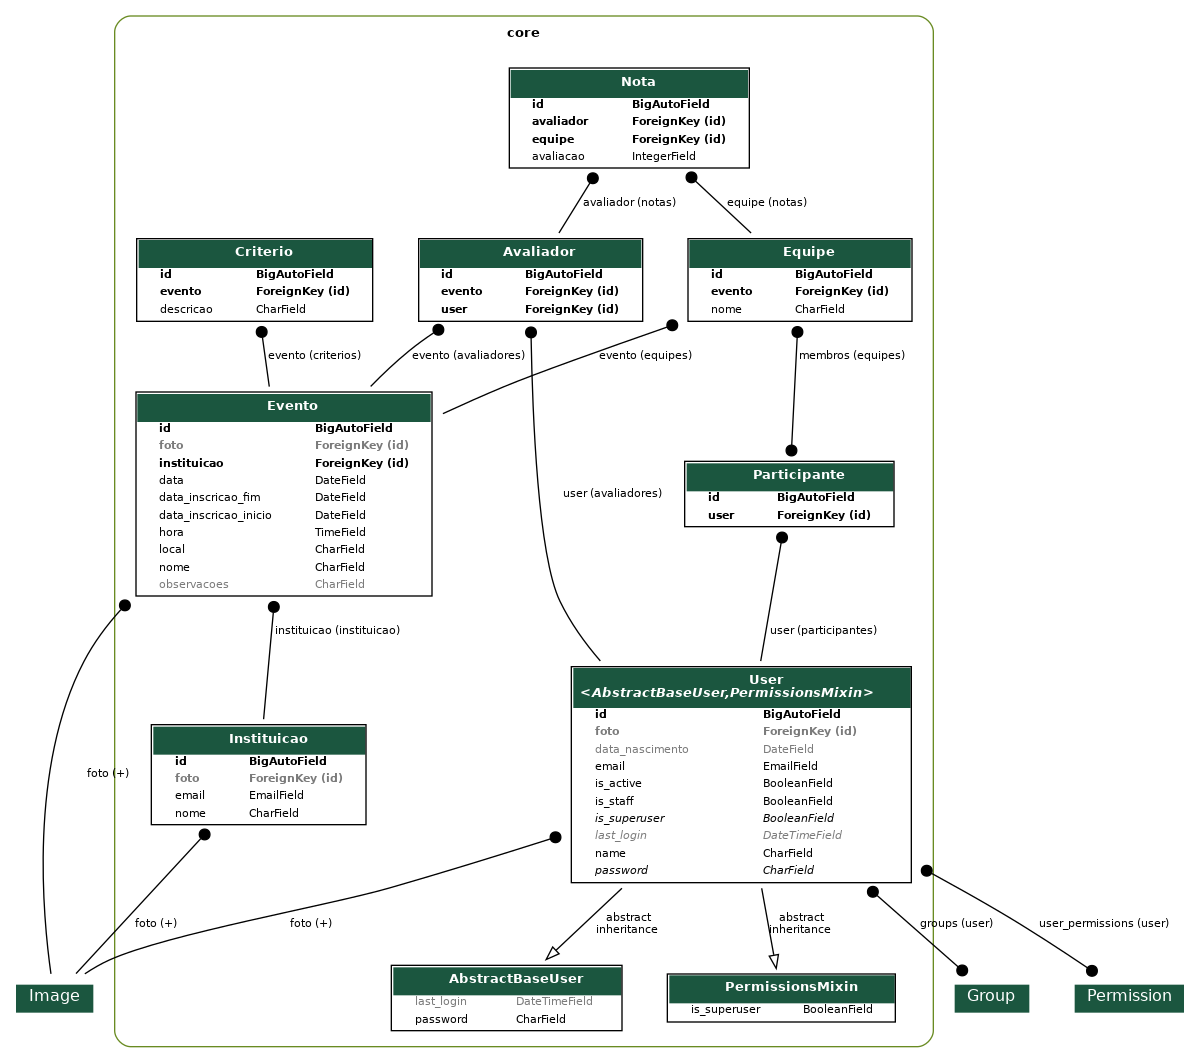 core
Nota
id BigAutoField
avaliador ForeignKey (id)
equipe ForeignKey (id)
avaliacao IntegerField
avaliador (notas)
equipe (notas)
Criterio
id BigAutoField
evento ForeignKey (id)
descricao CharField
Avaliador
id BigAutoField
evento ForeignKey (id)
user ForeignKey (id)
Equipe
id BigAutoField
evento ForeignKey (id)
nome CharField
evento (criterios)
evento (avaliadores)
evento (equipes)
membros (equipes)
Evento
id BigAutoField
foto ForeignKey (id)
instituicao ForeignKey (id)
data DateField
data_inscricao_fim DateField
data_inscricao_inicio DateField
hora TimeField
local CharField
nome CharField
observacoes CharField
user (avaliadores)
Participante
id BigAutoField
user ForeignKey (id)
instituicao (instituicao)
user (participantes)
Instituicao
id BigAutoField
foto ForeignKey (id)
email EmailField
nome CharField
User
<AbstractBaseUser,PermissionsMixin>
id BigAutoField
foto ForeignKey (id)
data_nascimento DateField
email EmailField
is_active BooleanField
is_staff BooleanField
is_superuser BooleanField
last_login DateTimeField
name CharField
password CharField
foto (+)
foto (+)
foto (+)
abstract
inheritance
abstract
inheritance
groups (user)
user_permissions (user)
Image
AbstractBaseUser
last_login DateTimeField
password CharField
PermissionsMixin
is_superuser BooleanField
Group
Permission